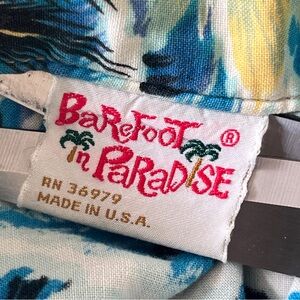 BaRefooT ®
in PaRaDiSE
RN 36979
MADE IN U.S.A.